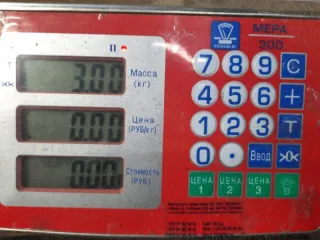 МЕРА
300
3.00
Масса
(кг)
0.00
Цена
(РУБ/кг)
0.00
Стоимость
(РУБ)
7 8 9 С
4 5 6 +
1 2 3 Т
0 . Ввод
ЦЕНА 1 ЦЕНА 2 ЦЕНА 3